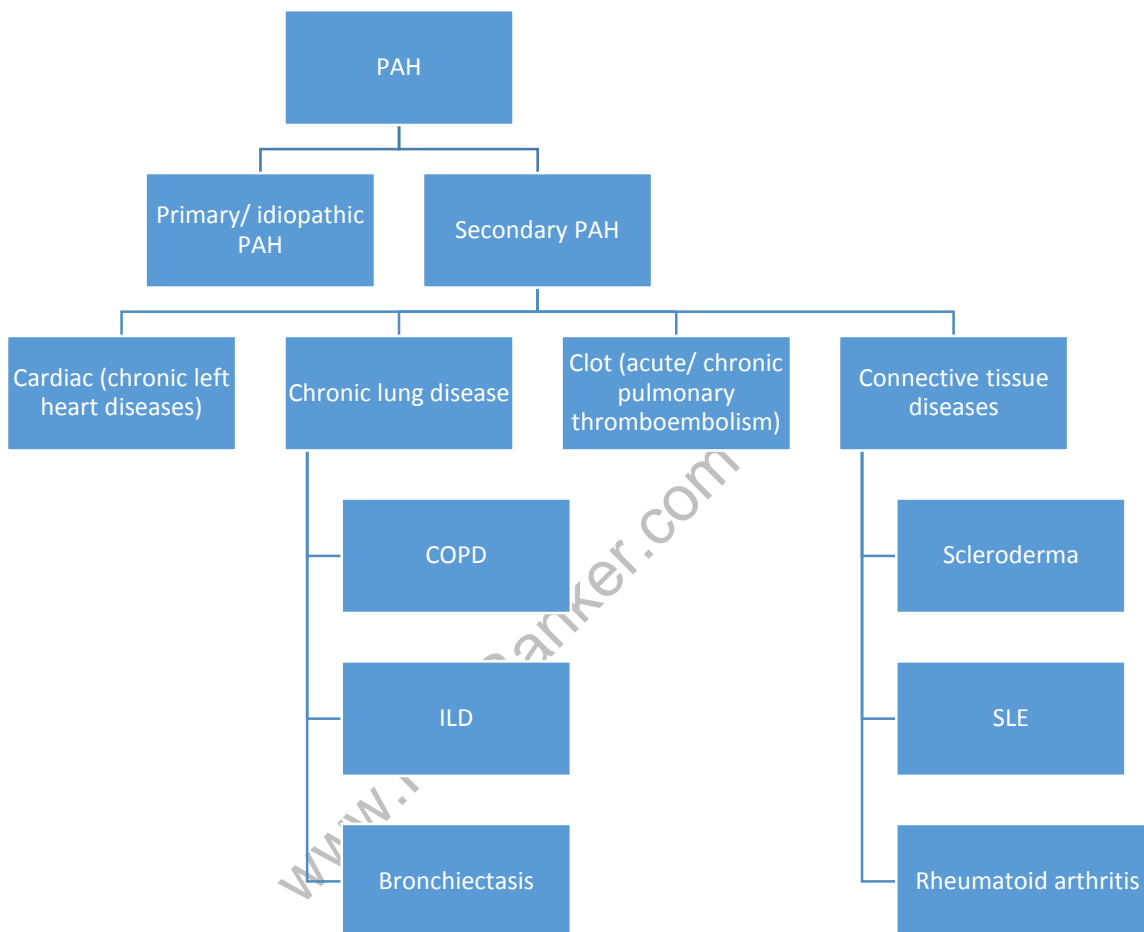 PAH
Primary/ idiopathic
PAH
Secondary PAH
Cardiac (chronic left
heart diseases)
Chronic lung disease
Clot (acute/ chronic
pulmonary
thromboembolism)
Connective tissue
diseases
COPD
Scleroderma
ILD
SLE
Bronchiectasis
Rheumatoid arthritis